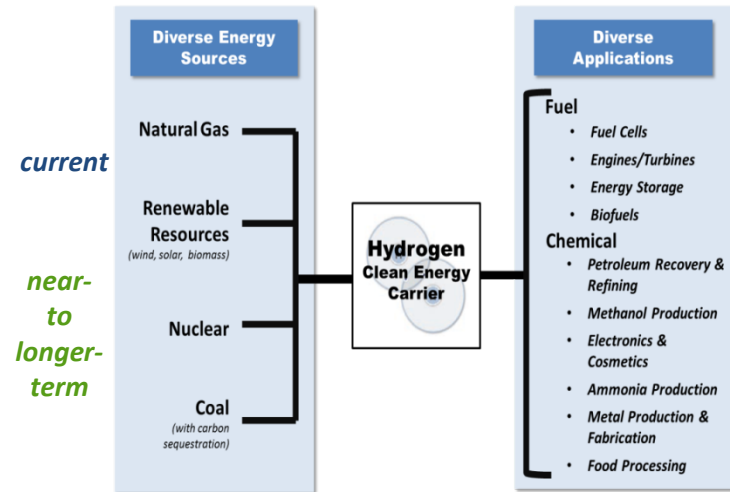 Diverse Energy
Sources
current
near-
to
longer-
term
Natural Gas
Renewable
Resources
(wind, solar, biomass)
Nuclear
Coal
(with carbon
sequestration)
Hydrogen
Clean Energy
Carrier
Diverse
Applications
Fuel
• Fuel Cells
• Engines/Turbines
• Energy Storage
• Biofuels
Chemical
• Petroleum Recovery &
Refining
• Methanol Production
• Electronics &
Cosmetics
• Ammonia Production
• Metal Production &
Fabrication
• Food Processing